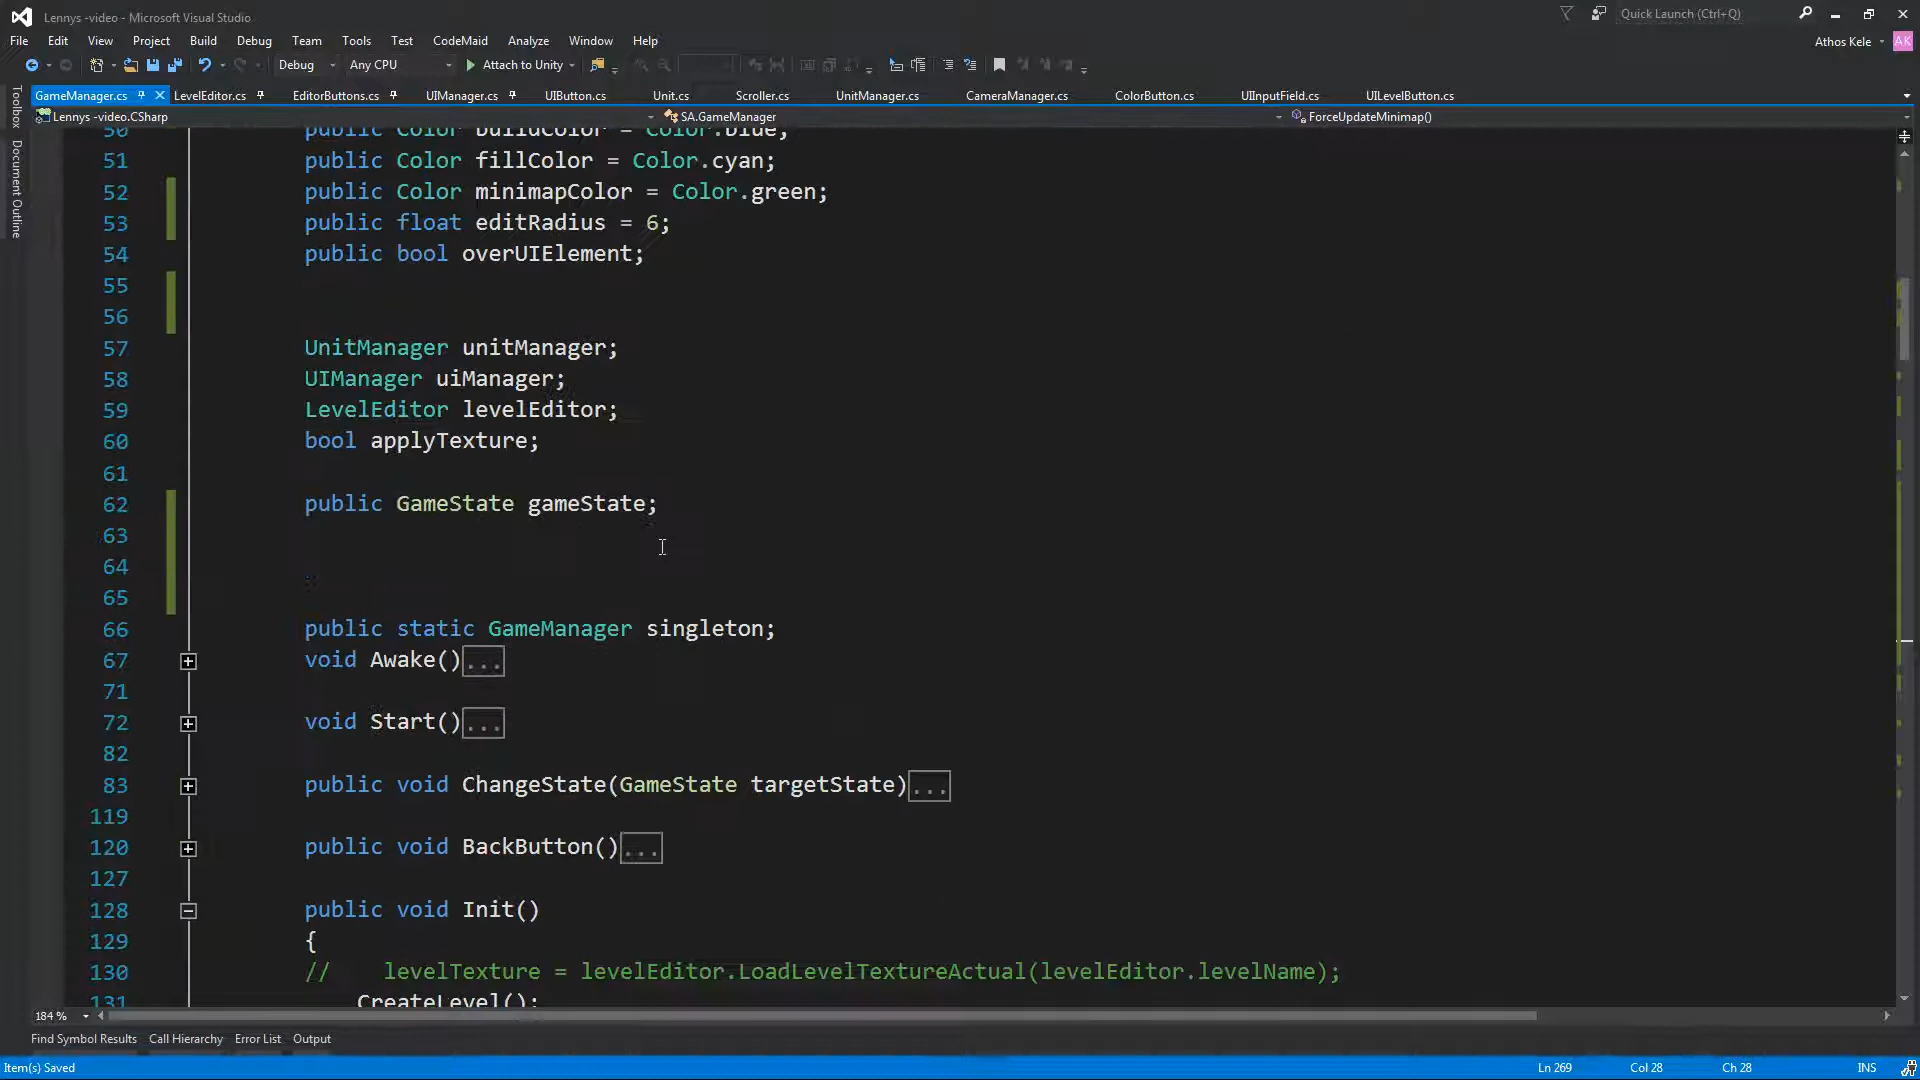 Lennys -video - Microsoft Visual Studio
Quick Launch (Ctrl+Q)
File Edit View Project Build Debug Team Tools Test CodeMaid Analyze Window Help
Athos Kele AK
Debug Any CPU Attach to Unity
GameManager.cs LevelEditor.cs EditorButtons.cs UIManager.cs UIButton.cs Unit.cs Scroller.cs UnitManager.cs CameraManager.cs ColorButton.cs UIInputField.cs UILevelButton.cs
Lennys -video.CSharp SA.GameManager ForceUpdateMinimap()
Toolbox
Document Outline
50 public Color buildColor = Color.blue;
51 public Color fillColor = Color.cyan;
52 public Color minimapColor = Color.green;
53 public float editRadius = 6;
54 public bool overUIElement;
55
56
57 UnitManager unitManager;
58 UIManager uiManager;
59 LevelEditor levelEditor;
60 bool applyTexture;
61
62 public GameState gameState;
63
64
65
66 public static GameManager singleton;
67 void Awake()...
71
72 void Start()...
82
83 public void ChangeState(GameState targetState)...
119
120 public void BackButton()...
127
128 public void Init()
129 {
130 // levelTexture = levelEditor.LoadLevelTextureActual(levelEditor.levelName);
131 CreateLevel();
184 %
Find Symbol Results Call Hierarchy Error List Output
Item(s) Saved Ln 269 Col 28 Ch 28 INS